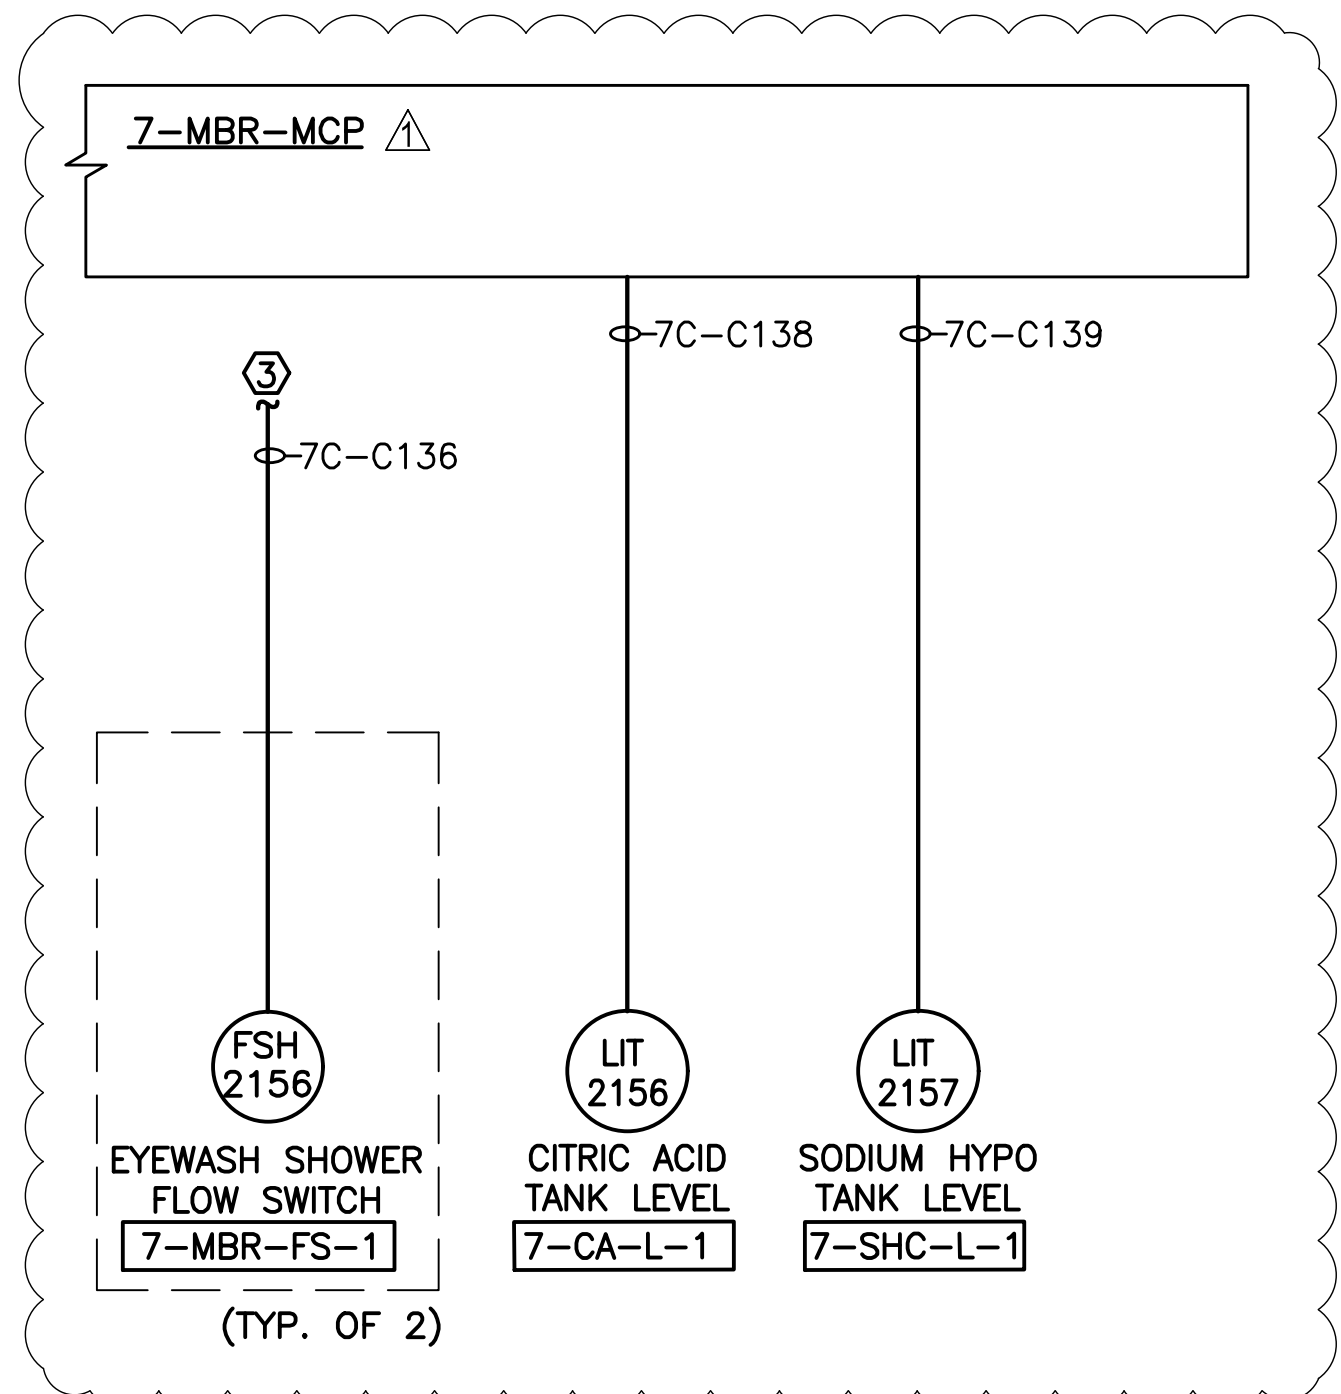 7-MBR-MCP 1
7C-C138
7C-C139
3
7C-C136
FSH
2156
EYEWASH SHOWER
FLOW SWITCH
7-MBR-FS-1
(TYP. OF 2)
LIT
2156
CITRIC ACID
TANK LEVEL
7-CA-L-1
LIT
2157
SODIUM HYPO
TANK LEVEL
7-SHC-L-1